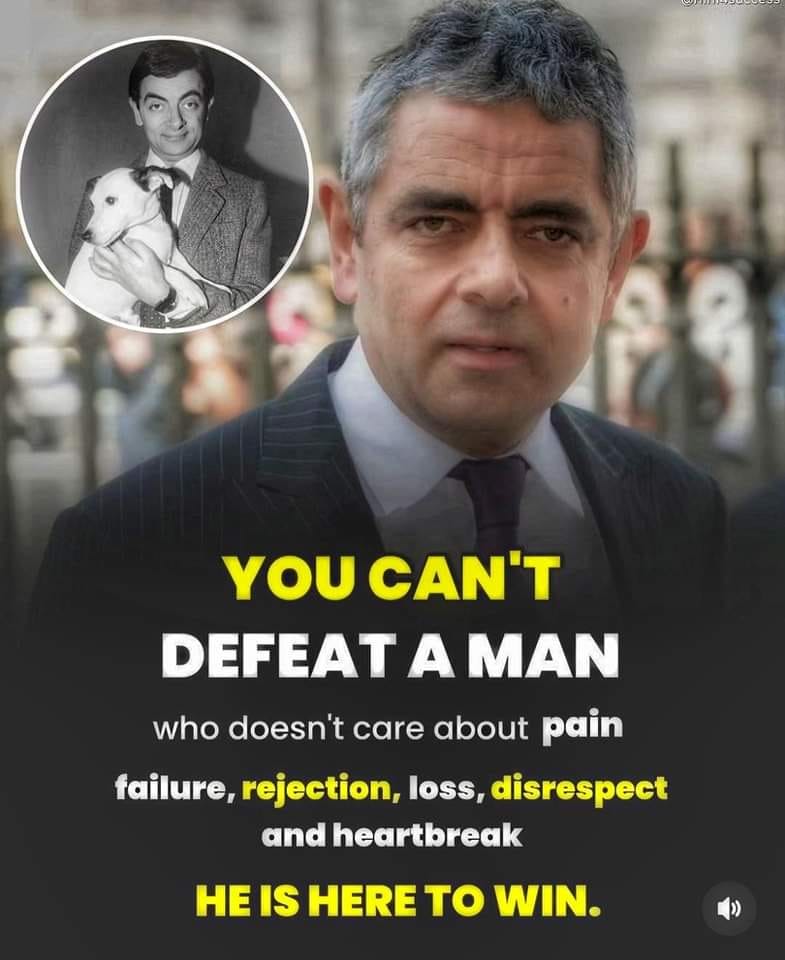 YOU CAN'T
DEFEAT A MAN
who doesn't care about pain
failure, rejection, loss, disrespect
and heartbreak
HE IS HERE TO WIN.